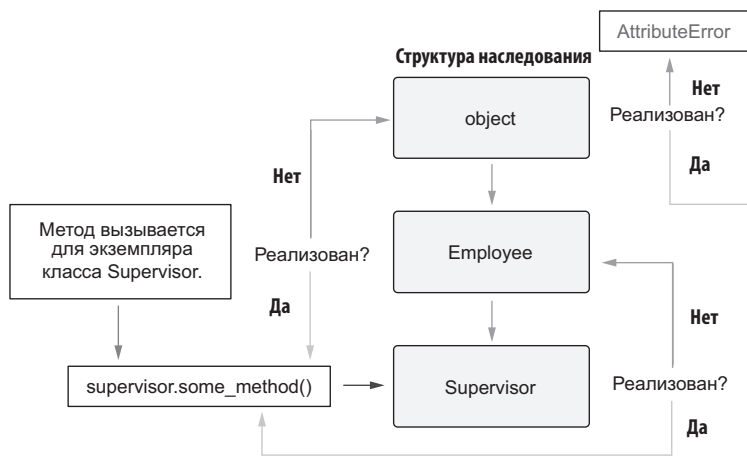 AttributeError
Структура наследования
object
Нет
Реализован?
Да
Нет
Метод вызывается
для экземпляра
класса Supervisor.
Реализован?
Да
Employee
Нет
supervisor.some_method()
Supervisor
Реализован?
Да